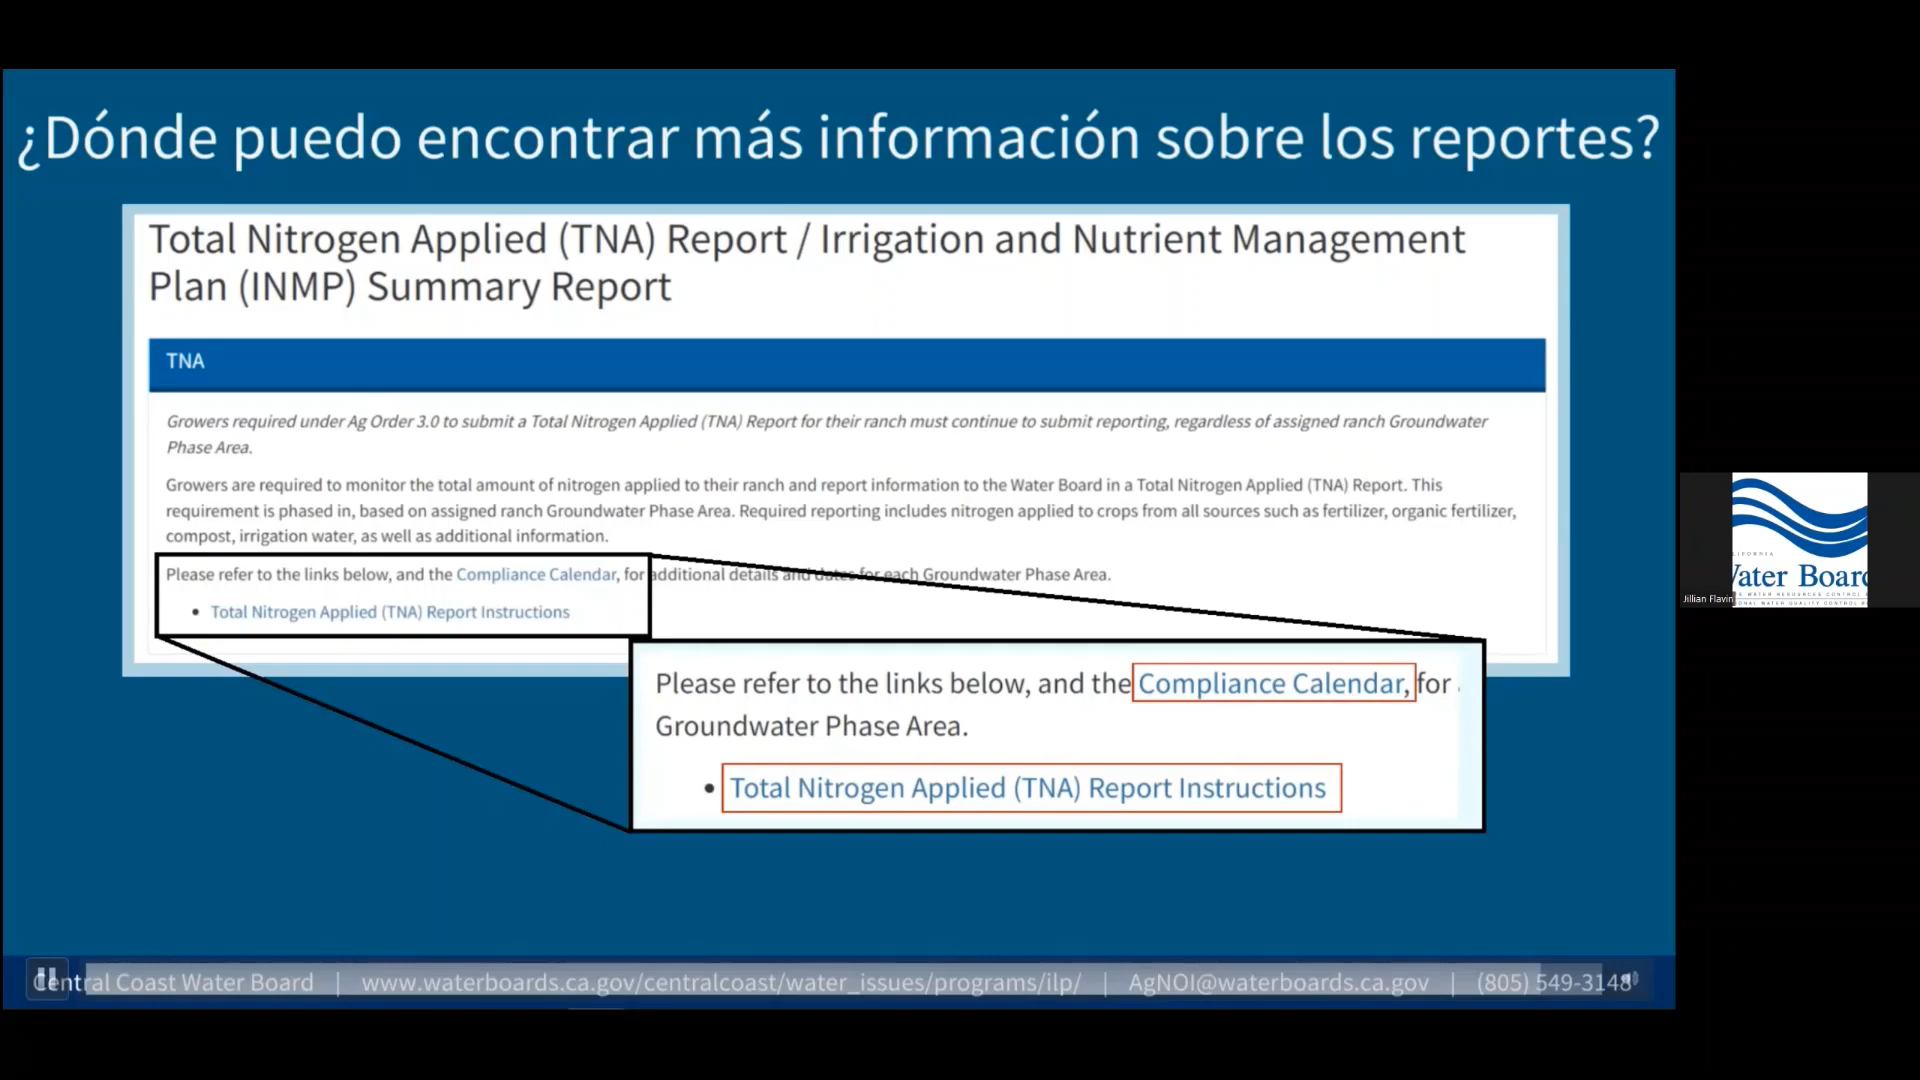 ¿Dónde puedo encontrar más información sobre los reportes?
Total Nitrogen Applied (TNA) Report / Irrigation and Nutrient Management
Plan (INMP) Summary Report
TNA
Growers required under Ag Order 3.0 to submit a Total Nitrogen Applied (TNA) Report for their ranch must continue to submit reporting, regardless of assigned ranch Groundwater
Phase Area.
Growers are required to monitor the total amount of nitrogen applied to their ranch and report information to the Water Board in a Total Nitrogen Applied (TNA) Report. This
requirement is phased in, based on assigned ranch Groundwater Phase Area. Required reporting includes nitrogen applied to crops from all sources such as fertilizer, organic fertilizer,
compost, irrigation water, as well as additional information.
Please refer to the links below, and the Compliance Calendar, for additional details and dates for each Groundwater Phase Area.
• Total Nitrogen Applied (TNA) Report Instructions
Please refer to the links below, and the Compliance Calendar, for
Groundwater Phase Area.
• Total Nitrogen Applied (TNA) Report Instructions
Central Coast Water Board | www.waterboards.ca.gov/centralcoast/water_issues/programs/ilp/ | AgNOI@waterboards.ca.gov | (805) 549-3148
Water Board
Jillian Flavin